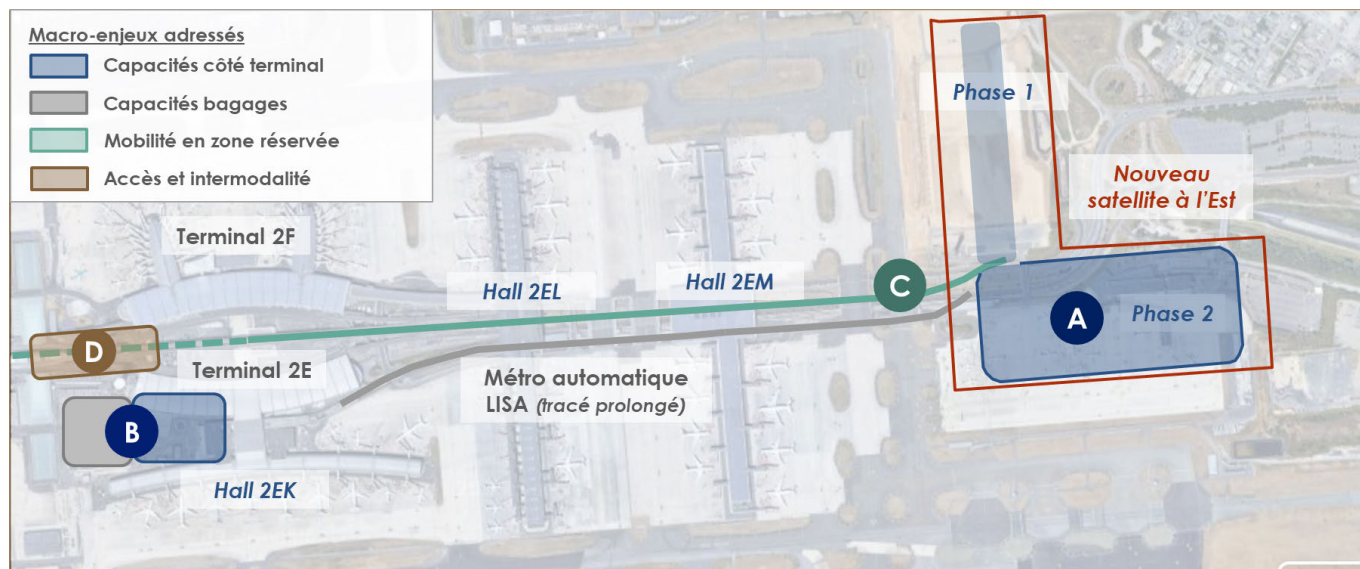 Macro-enjeux adressés
Capacités côté terminal
Capacités bagages
Mobilité en zone réservée
Accès et intermodalité
Phase 1
Nouveau
satellite à l'Est
Terminal 2F
Hall 2EL
Hall 2EM
C
A
Phase 2
D
Terminal 2E
Métro automatique
LISA (tracé prolongé)
B
Hall 2EK